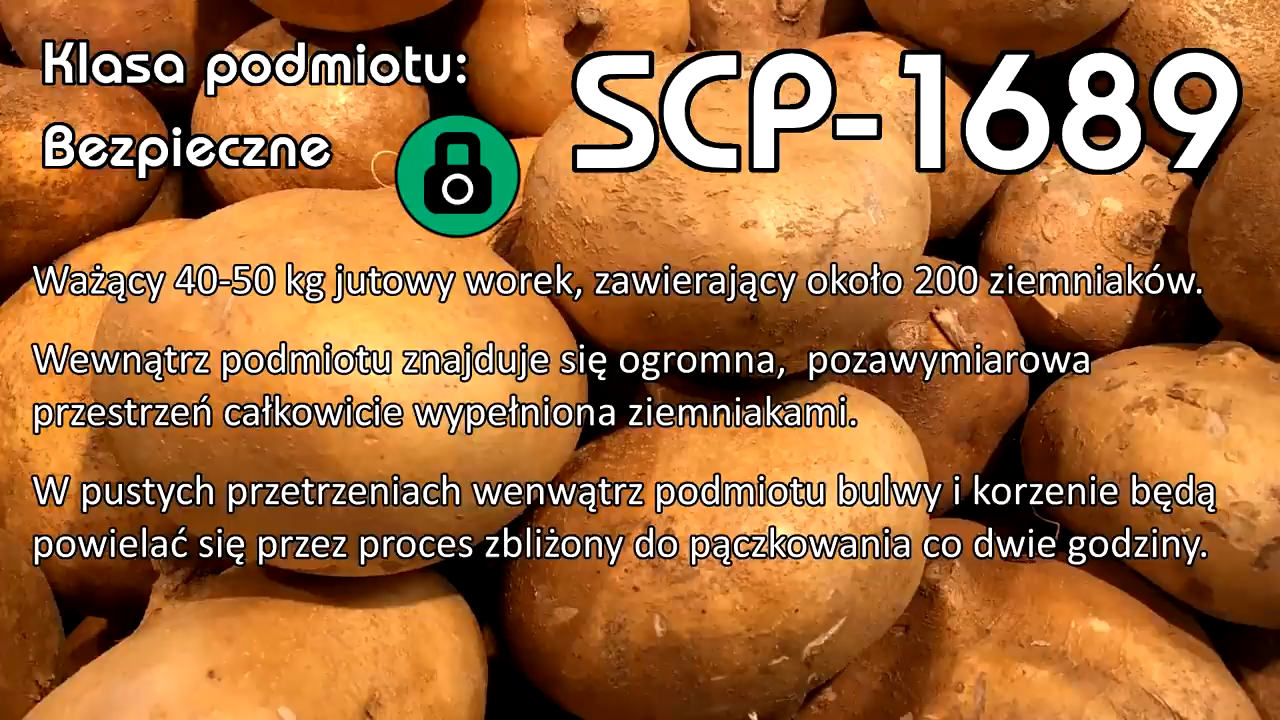 Klasa podmiotu:
Bezpieczne
SCP-1689
Ważący 40-50 kg jutowy worek, zawierający około 200 ziemniaków.
Wewnątrz podmiotu znajduje się ogromna,  pozawymiarowa
przestrzeń całkowicie wypełniona ziemniakami.
W pustych przetrzeniach wenwątrz podmiotu bulwy i korzenie będą
powielać się przez proces zbliżony do pączkowania co dwie godziny.